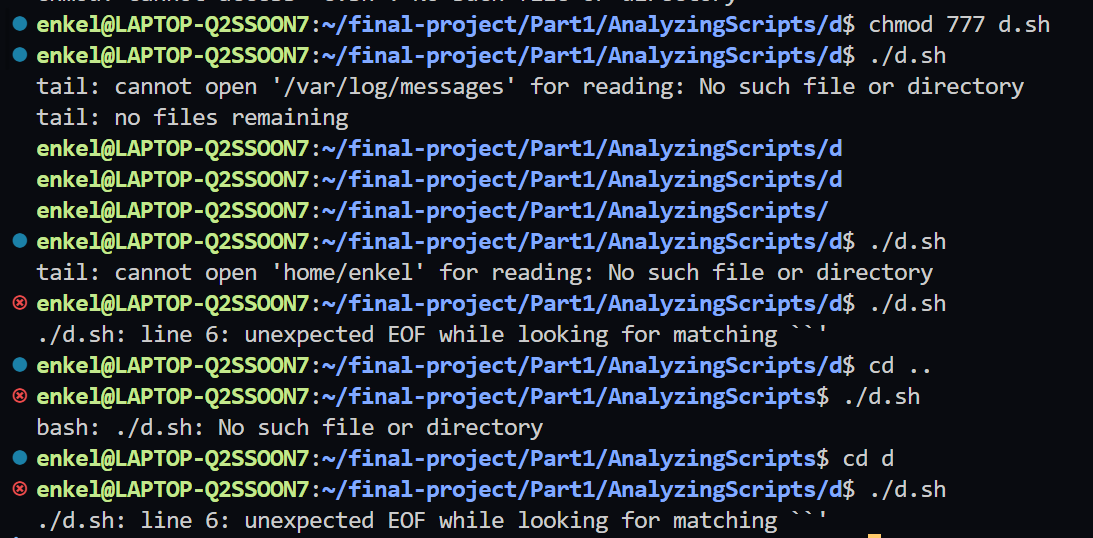 enkel@LAPTOP-Q2SSOON7:~/final-project/Part1/AnalyzingScripts/d$ chmod 777 d.sh
enkel@LAPTOP-Q2SSOON7:~/final-project/Part1/AnalyzingScripts/d$ ./d.sh
tail: cannot open '/var/log/messages' for reading: No such file or directory
tail: no files remaining
enkel@LAPTOP-Q2SSOON7:~/final-project/Part1/AnalyzingScripts/d
enkel@LAPTOP-Q2SSOON7:~/final-project/Part1/AnalyzingScripts/d
enkel@LAPTOP-Q2SSOON7:~/final-project/Part1/AnalyzingScripts/
enkel@LAPTOP-Q2SSOON7:~/final-project/Part1/AnalyzingScripts/d$ ./d.sh
tail: cannot open 'home/enkel' for reading: No such file or directory
enkel@LAPTOP-Q2SSOON7:~/final-project/Part1/AnalyzingScripts/d$ ./d.sh
./d.sh: line 6: unexpected EOF while looking for matching ``'
enkel@LAPTOP-Q2SSOON7:~/final-project/Part1/AnalyzingScripts/d$ cd ..
enkel@LAPTOP-Q2SSOON7:~/final-project/Part1/AnalyzingScripts$ ./d.sh
bash: ./d.sh: No such file or directory
enkel@LAPTOP-Q2SSOON7:~/final-project/Part1/AnalyzingScripts$ cd d
enkel@LAPTOP-Q2SSOON7:~/final-project/Part1/AnalyzingScripts/d$ ./d.sh
./d.sh: line 6: unexpected EOF while looking for matching ``'